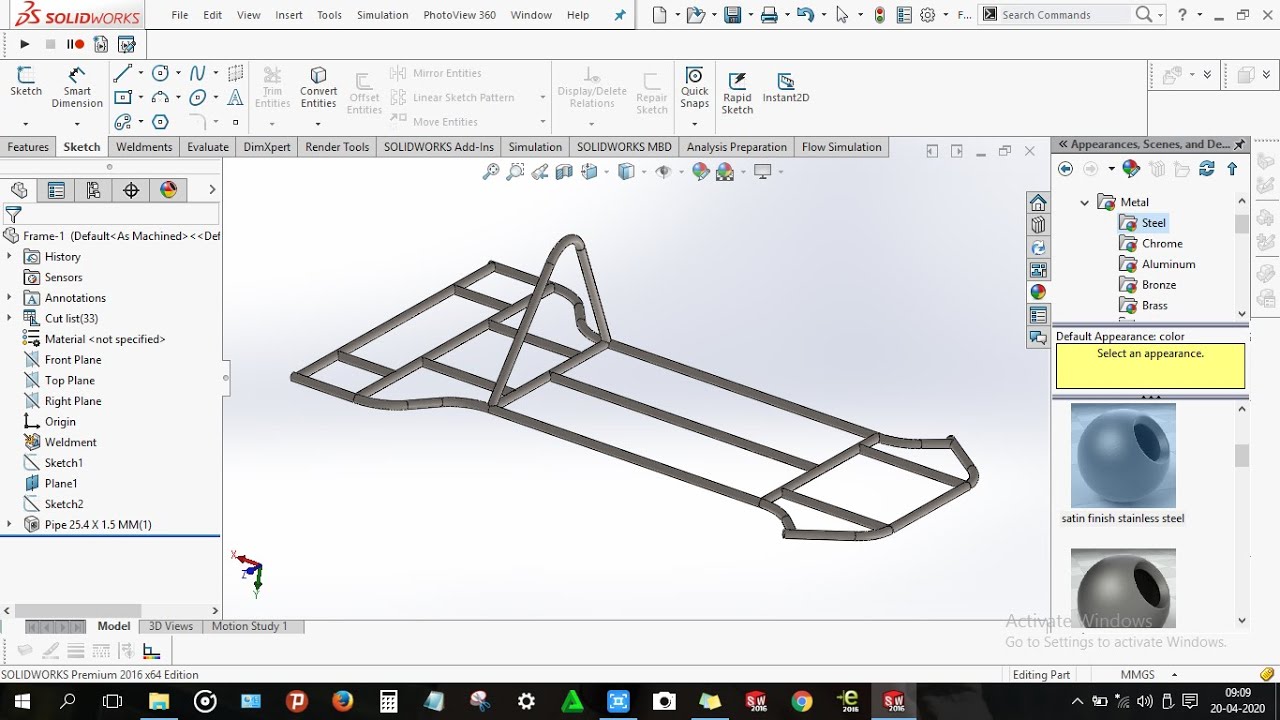 SOLIDWORKS File Edit View Insert Tools Simulation PhotoView 360 Window Help F... Search Commands ?
Sketch Smart Dimension Trim Entities Convert Entities Offset Entities Mirror Entities Linear Sketch Pattern Move Entities Display/Delete Relations Repair Sketch Quick Snaps Rapid Sketch Instant2D
Features Sketch Weldments Evaluate DimXpert Render Tools SOLIDWORKS Add-Ins Simulati SOLIDWORKS MBD Analysis Preparation Flow Simulation
Appearances, Scenes, and De...
Frame-1 (Default<As Machined><<Def
History
Sensors
Annotations
Cut list(33)
Material <not specified>
Front Plane
Top Plane
Right Plane
Origin
Weldment
Sketch1
Plane1
Sketch2
Pipe 25.4 X 1.5 MM(1)
X
Z
Y
Metal
Steel
Chrome
Aluminum
Bronze
Brass
Default Appearance: color
Select an appearance.
satin finish stainless steel
Activate Windows
Go to Settings to activate Windows.
Model 3D Views Motion Study 1
SOLIDWORKS Premium 2016 x64 Edition Editing Part MMGS
09:09
20-04-2020